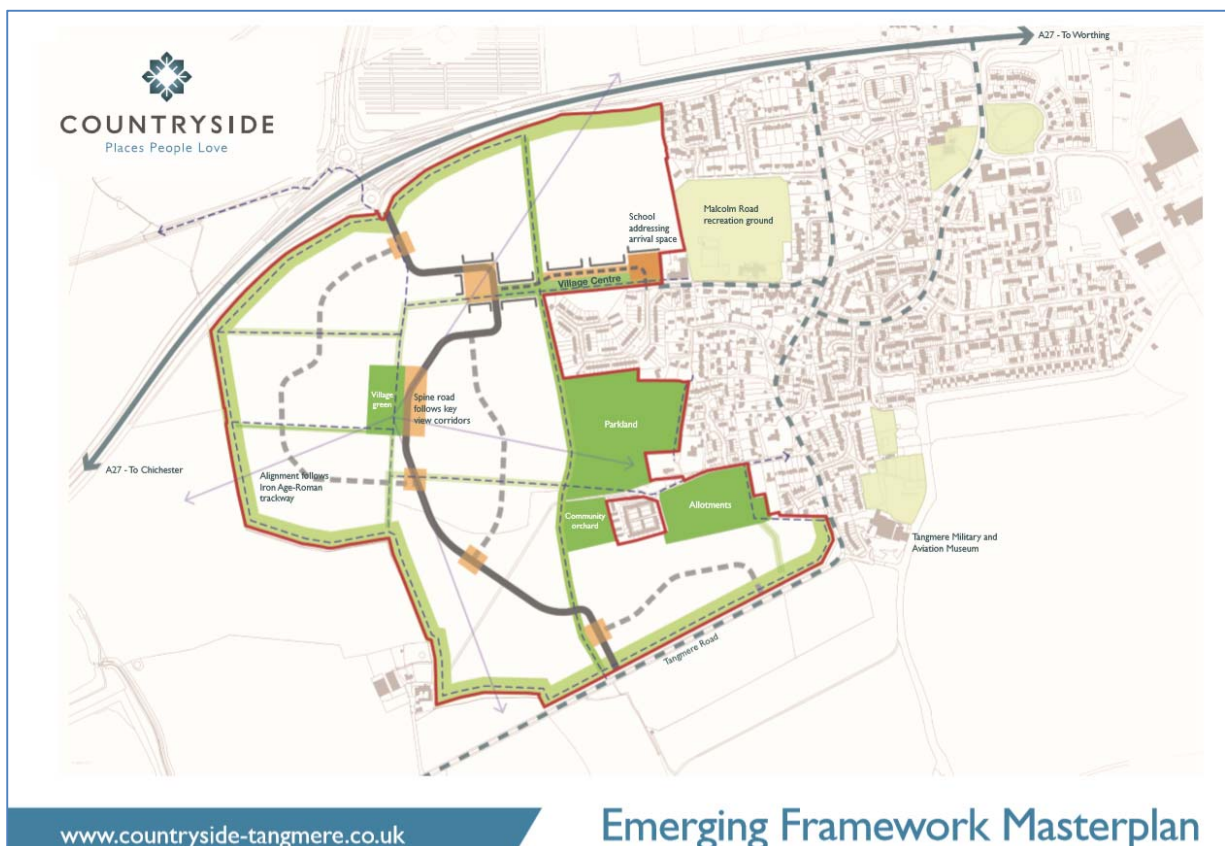 A27 - To Worthing
COUNTRYSIDE
Places People Love
School
addressing
arrival space
Malcolm Road
recreation ground
Village Centre
Village
green
Spine road
follows key
view corridors
Parkland
A27 - To Chichester
Alignment follows
Iron Age-Roman
trackway
Community
orchard
Allotments
Tangmere Military and
Aviation Museum
Tangmere Road
www.countryside-tangmere.co.uk
Emerging Framework Masterplan